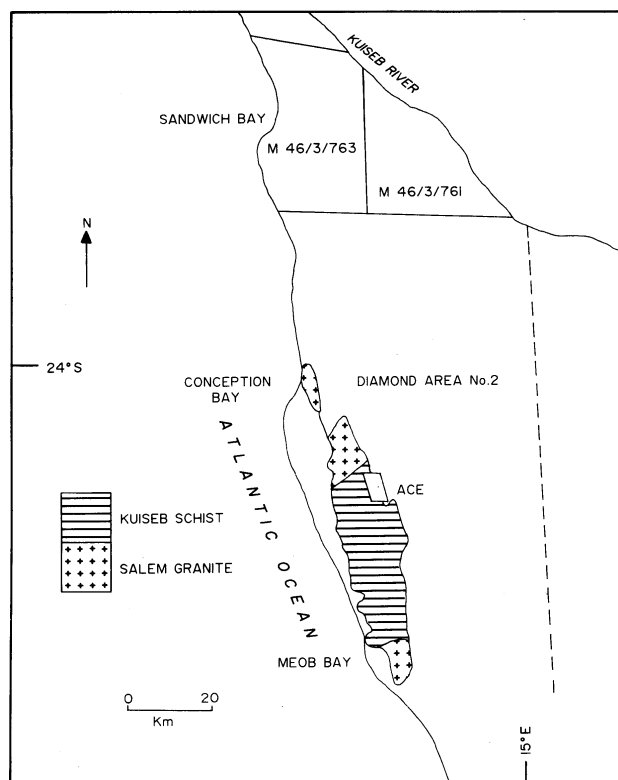 KUISEB RIVER
SANDWICH BAY
M 46/3/763
M 46/3/761
N
24°S
CONCEPTION
BAY
DIAMOND AREA No.2
ATLANTIC OCEAN
ACE
KUISEB SCHIST
SALEM GRANITE
MEOB BAY
0 20
Km
15°E